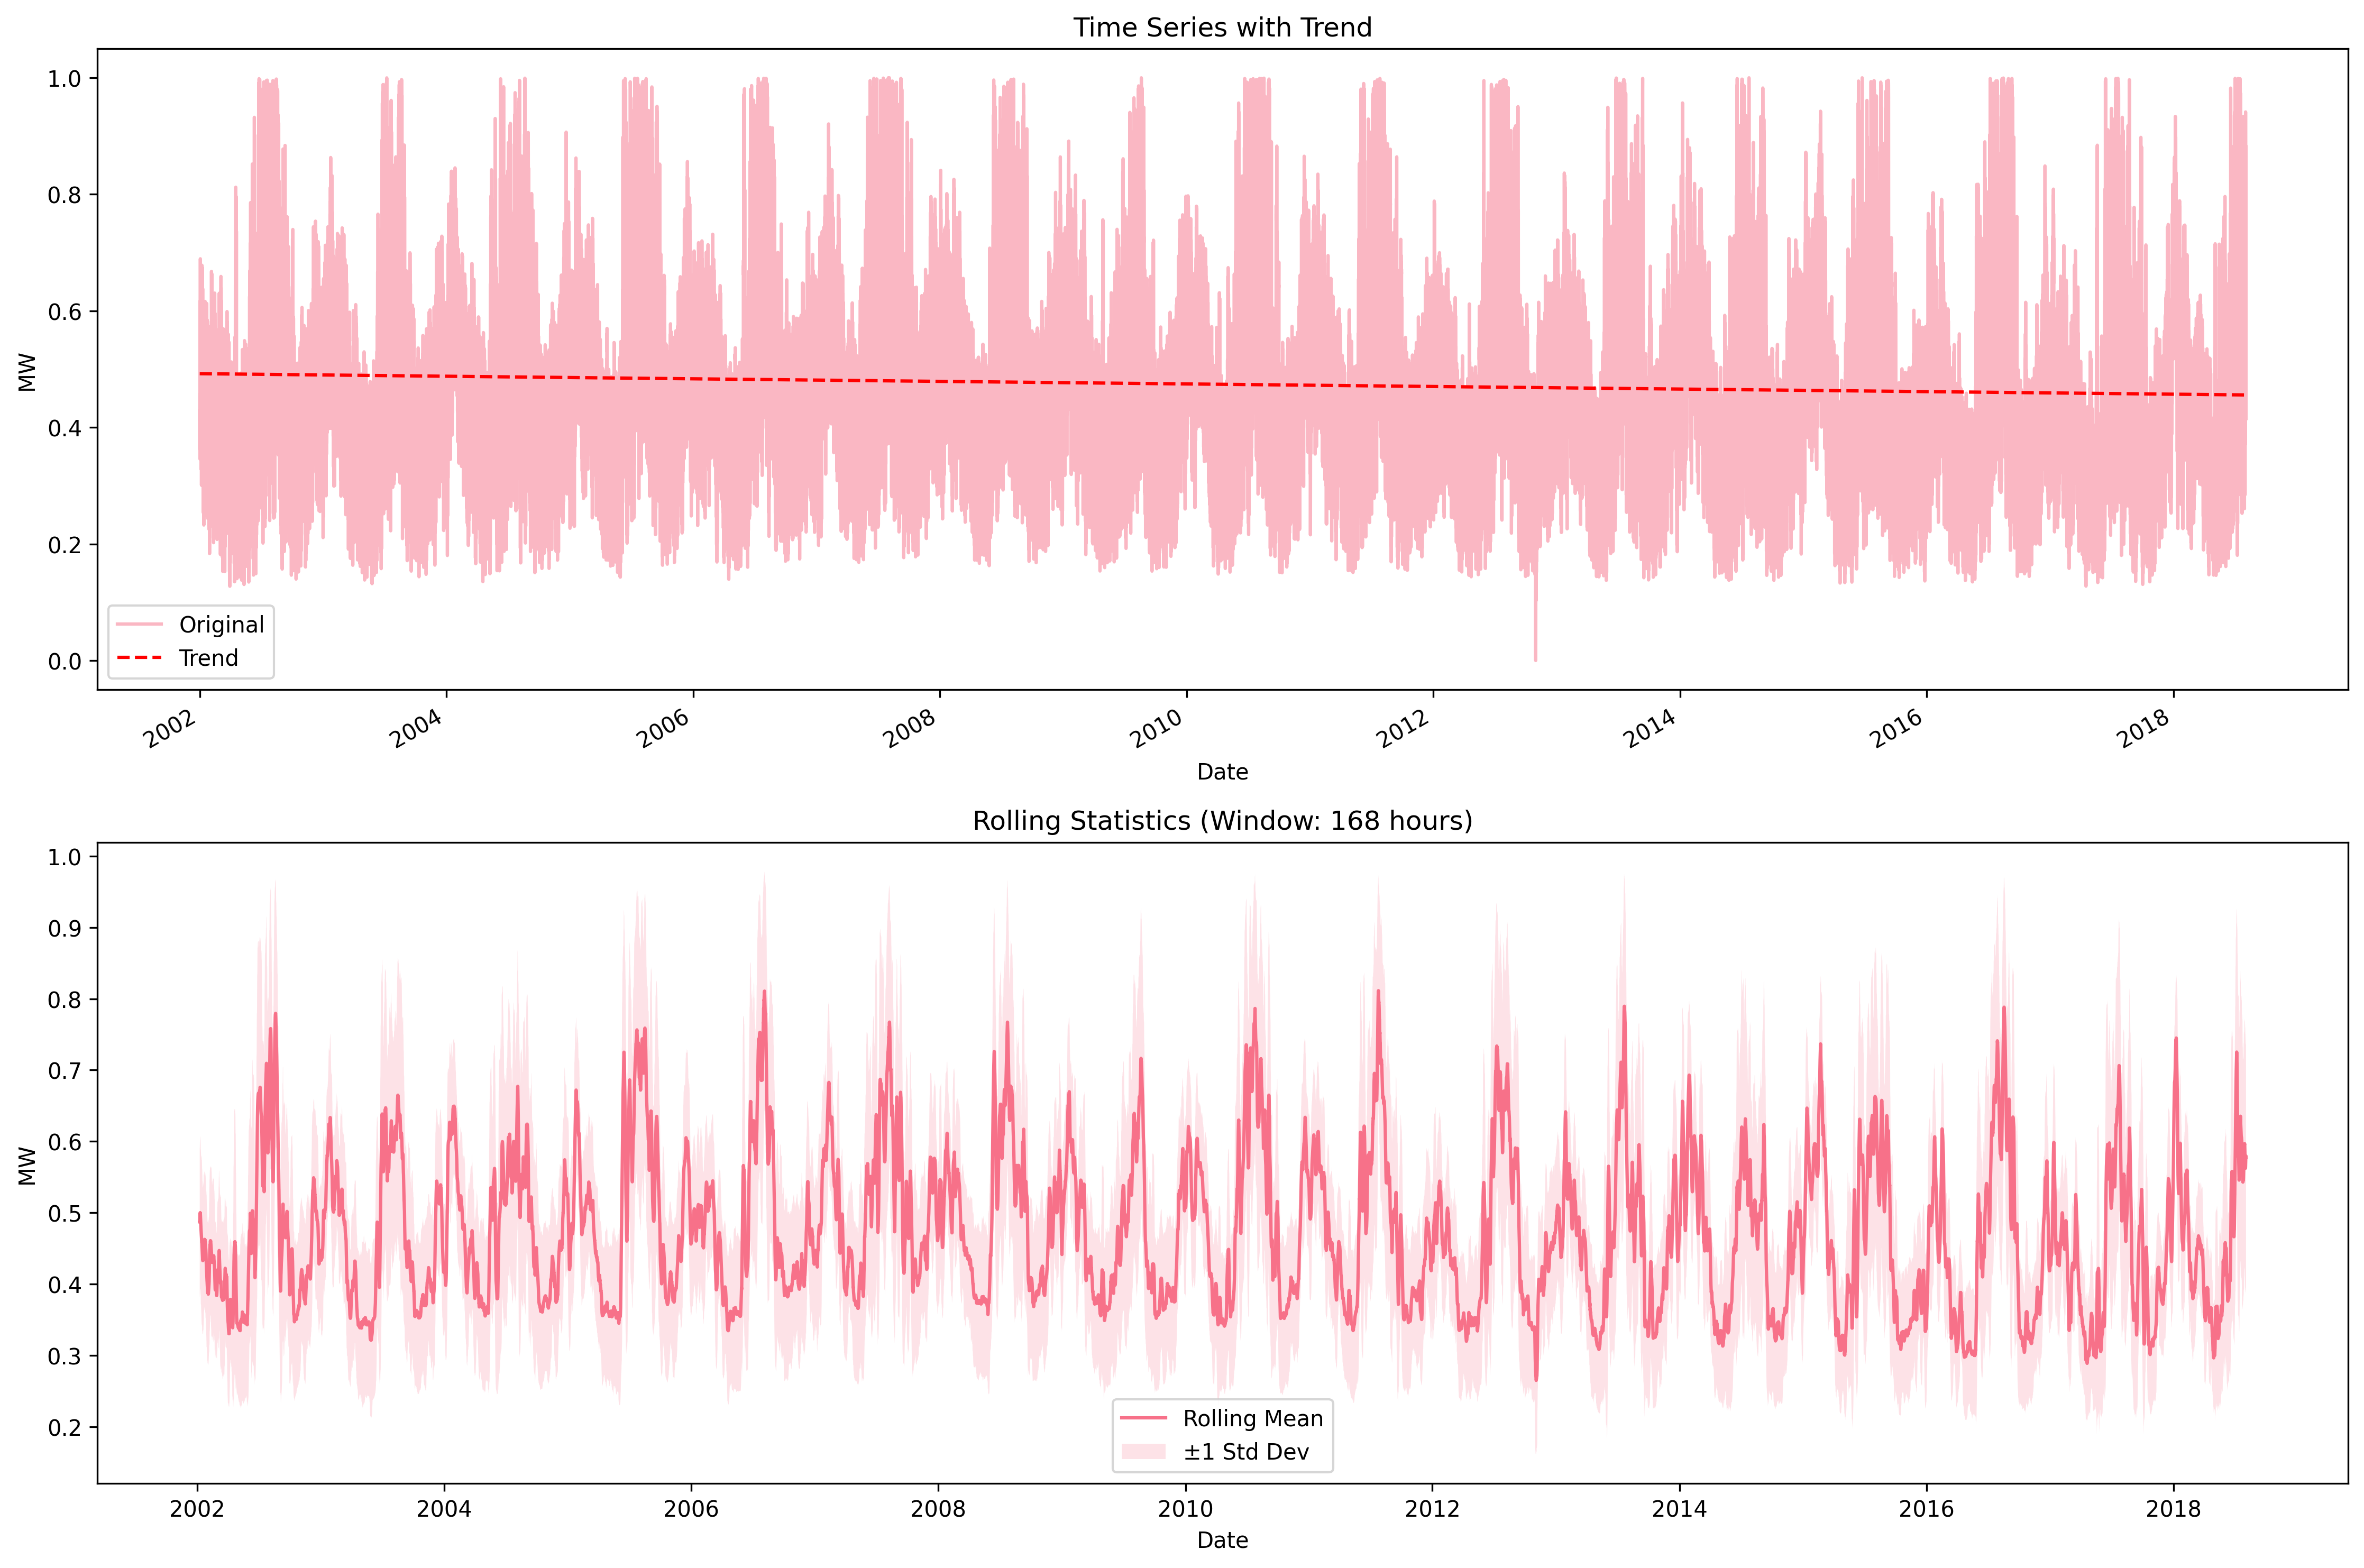 Time Series with Trend
1.0
0.8
0.6
0.4
0.2
0.0
MW
Original
Trend
2002 2004 2006 2008 2010 2012 2014 2016 2018
Date
Rolling Statistics (Window: 168 hours)
1.0
0.9
0.8
0.7
0.6
0.5
0.4
0.3
0.2
MW
Rolling Mean
±1 Std Dev
2002 2004 2006 2008 2010 2012 2014 2016 2018
Date